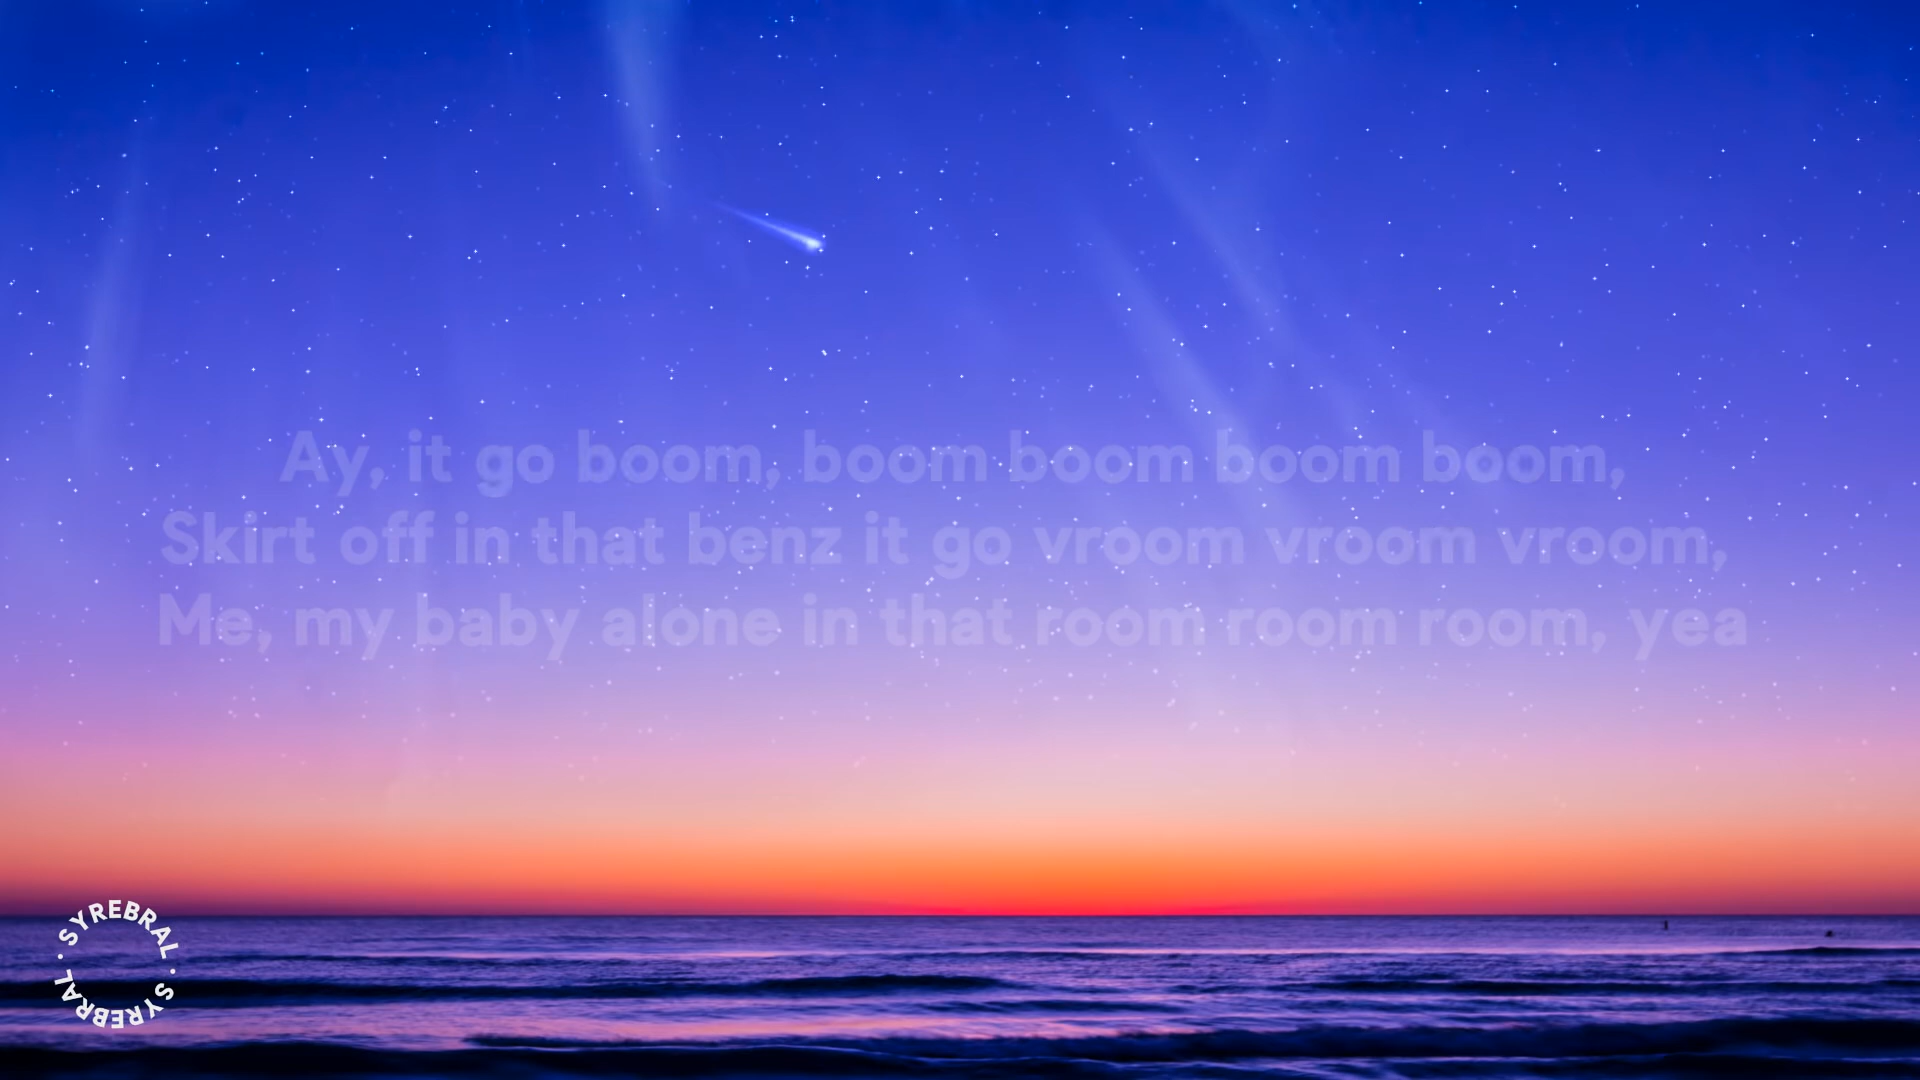 Ay, it go boom, boom boom boom boom,
Skirt off in that benz it go vroom vroom vroom,
Me, my baby alone in that room room room, yea
SYREBRAL · SYREBRAL ·